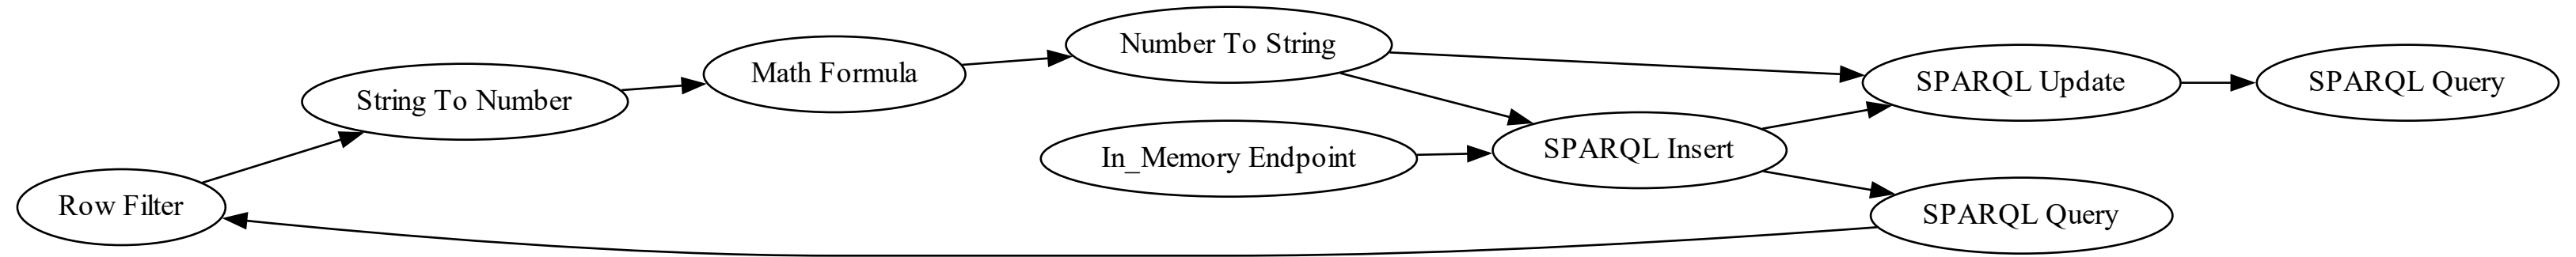 Number To String
Math Formula
SPARQL Update
SPARQL Query
String To Number
SPARQL Insert
In_Memory Endpoint
Row Filter
SPARQL Query